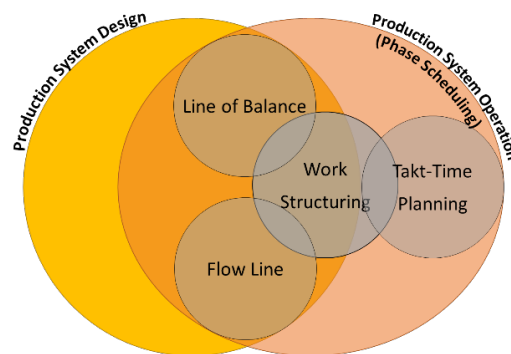 Production System Design
Production System Operation
(Phase Scheduling)
Line of Balance
Work
Structuring
Takt-Time
Planning
Flow Line